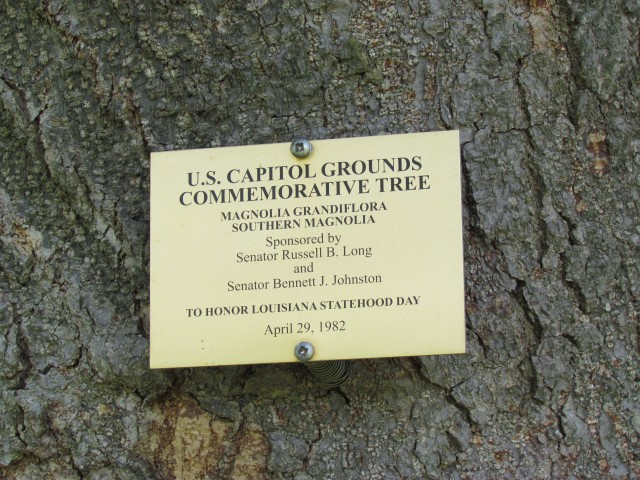 U.S. CAPITOL GROUNDS
COMMEMORATIVE TREE
MAGNOLIA GRANDIFLORA
SOUTHERN MAGNOLIA
Sponsored by
Senator Russell B. Long
and
Senator Bennett J. Johnston
TO HONOR LOUISIANA STATEHOOD DAY
April 29, 1982